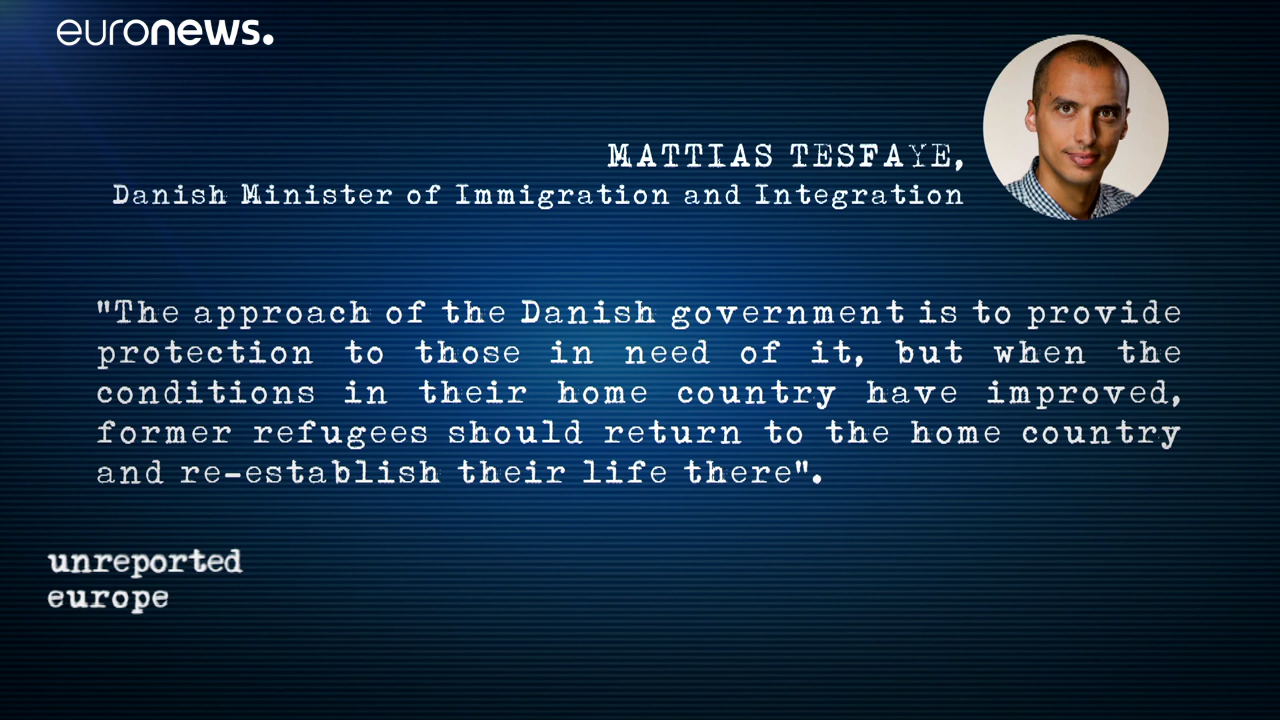 euronews.
MATTIAS TESFAYE,
Danish Minister of Immigration and Integration
"The approach of the Danish government is to provide
protection to those in need of it, but when the
conditions in their home country have improved,
former refugees should return to the home country
and re-establish their life there".
unreported
europe